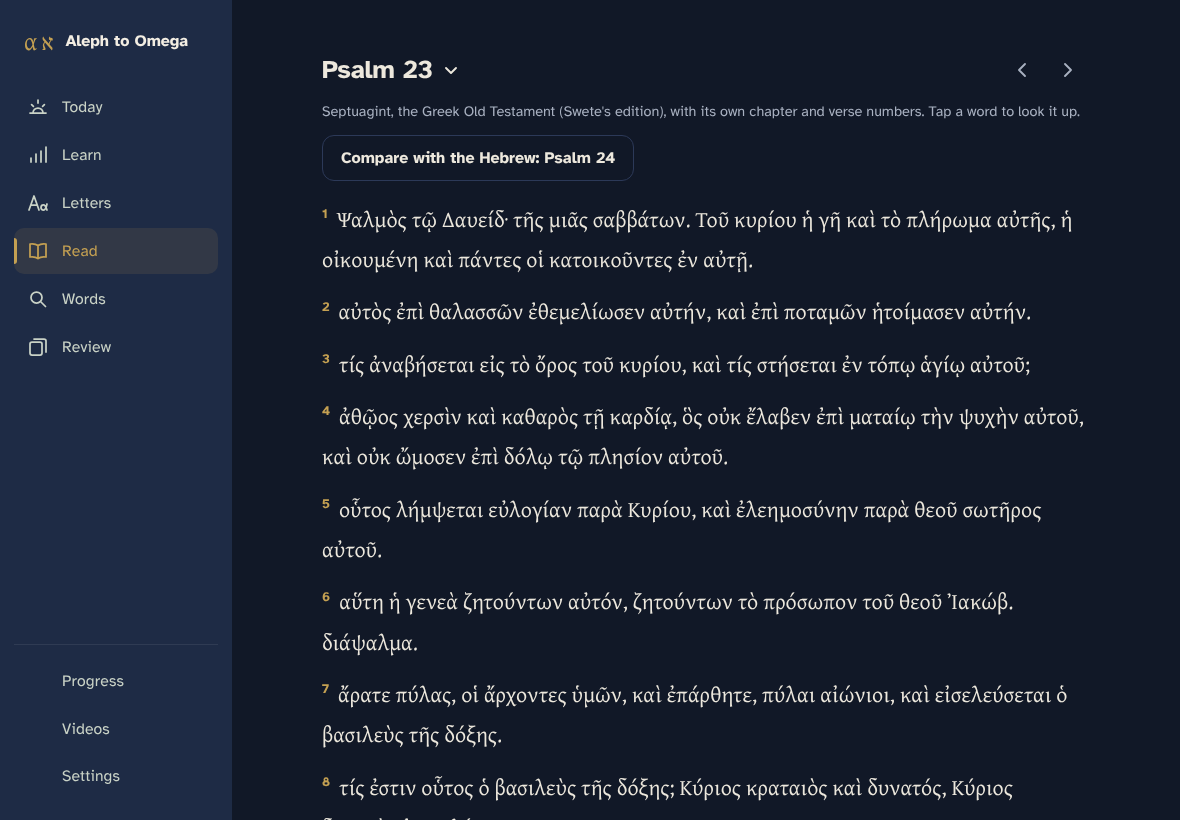 α א Aleph to Omega
Today
Learn
Letters
Read
Words
Review
Progress
Videos
Settings
Psalm 23
Septuagint, the Greek Old Testament (Swete's edition), with its own chapter and verse numbers. Tap a word to look it up.
Compare with the Hebrew: Psalm 24
1 Ψαλμὸς τῷ Δαυείδ· τῆς μιᾶς σαββάτων. Τοῦ κυρίου ἡ γῆ καὶ τὸ πλήρωμα αὐτῆς, ἡ
οἰκουμένη καὶ πάντες οἱ κατοικοῦντες ἐν αὐτῇ.
2 αὐτὸς ἐπὶ θαλασσῶν ἐθεμελίωσεν αὐτήν, καὶ ἐπὶ ποταμῶν ἡτοίμασεν αὐτήν.
3 τίς ἀναβήσεται εἰς τὸ ὄρος τοῦ κυρίου, καὶ τίς στήσεται ἐν τόπῳ ἁγίῳ αὐτοῦ;
4 ἀθῷος χερσὶν καὶ καθαρὸς τῇ καρδίᾳ, ὃς οὐκ ἔλαβεν ἐπὶ ματαίῳ τὴν ψυχὴν αὐτοῦ,
καὶ οὐκ ὤμοσεν ἐπὶ δόλῳ τῷ πλησίον αὐτοῦ.
5 οὗτος λήμψεται εὐλογίαν παρὰ Κυρίου, καὶ ἐλεημοσύνην παρὰ θεοῦ σωτῆρος
αὐτοῦ.
6 αὕτη ἡ γενεὰ ζητούντων αὐτόν, ζητούντων τὸ πρόσωπον τοῦ θεοῦ Ἰακώβ.
διάψαλμα.
7 ἄρατε πύλας, οἱ ἄρχοντες ὑμῶν, καὶ ἐπάρθητε, πύλαι αἰώνιοι, καὶ εἰσελεύσεται ὁ
βασιλεὺς τῆς δόξης.
8 τίς ἐστιν οὗτος ὁ βασιλεὺς τῆς δόξης; Κύριος κραταιὸς καὶ δυνατός, Κύριος